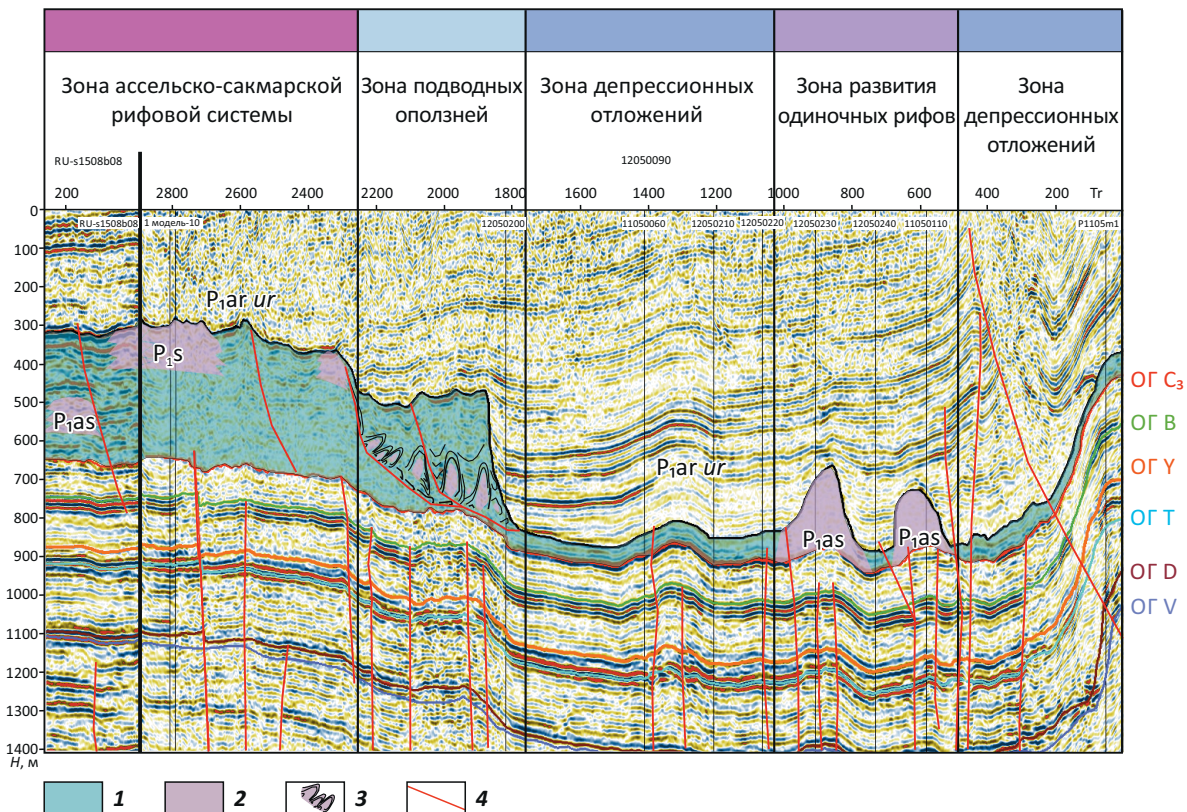 Зона ассельско-сакмарской
рифовой системы
Зона подводных
оползней
Зона депрессионных
отложений
Зона развития
одиночных рифов
Зона
депрессионных
отложений
RU-s1508b08
12050090
200 2800 2600 2400 2200 2000 1800 1600 1400 1200 1000 800 600 400 200 Tr
RU-s1508b08 1 модель-10 12050200 11050060 12050210 12050220 12050230 12050240 11050110 P1105m1
0
100
200
300
400
500
600
700
800
900
1000
1100
1200
1300
1400
H, м
P₁ar ur
P₁s
P₁as
P₁ar ur
P₁as
P₁as
ОГ C₃
ОГ B
ОГ Y
ОГ T
ОГ D
ОГ V
1 2 3 4